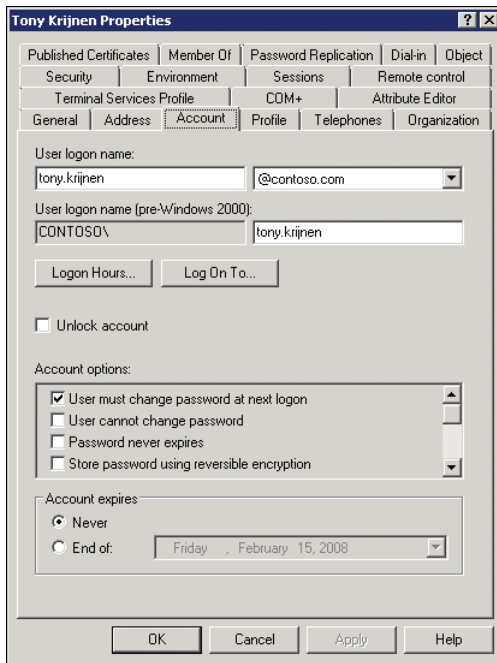 Tony Krijnen Properties
Published Certificates Member Of Password Replication Dial-in Object
Security Environment Sessions Remote control
Terminal Services Profile COM+ Attribute Editor
General Address Account Profile Telephones Organization
User logon name:
tony.krijnen @contoso.com
User logon name (pre-Windows 2000):
CONTOSO\ tony.krijnen
Logon Hours... Log On To...
Unlock account
Account options:
User must change password at next logon
User cannot change password
Password never expires
Store password using reversible encryption
Account expires
Never
End of: Friday , February 15, 2008
OK Cancel Apply Help